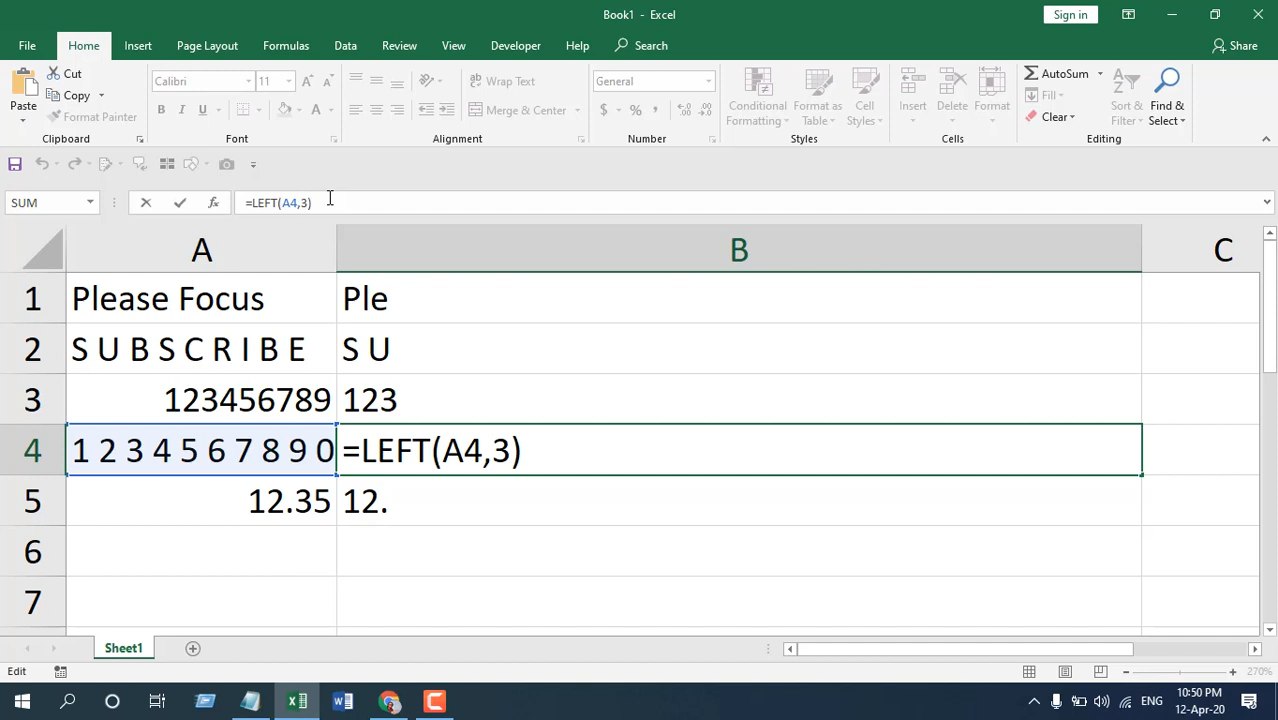 Book1 - Excel
Sign in
File Home Insert Page Layout Formulas Data Review View Developer Help Search Share
Paste
Cut
Copy
Format Painter
Clipboard
Calibri 11
B I U
A
Font
ab
Wrap Text
Merge & Center
Alignment
General
$ % ,
Number
Conditional Formatting
Format as Table
Cell Styles
Styles
Insert Delete Format
Cells
AutoSum
Fill
Clear
Sort & Filter
Find & Select
Editing
SUM fx =LEFT(A4,3)
A B C
1 Please Focus Ple
2 S U B S C R I B E S U
3 123456789 123
4 1 2 3 4 5 6 7 8 9 0 =LEFT(A4,3)
5 12.35 12.
6
7
Sheet1
Edit 270%
ENG 10:50 PM
12-Apr-20